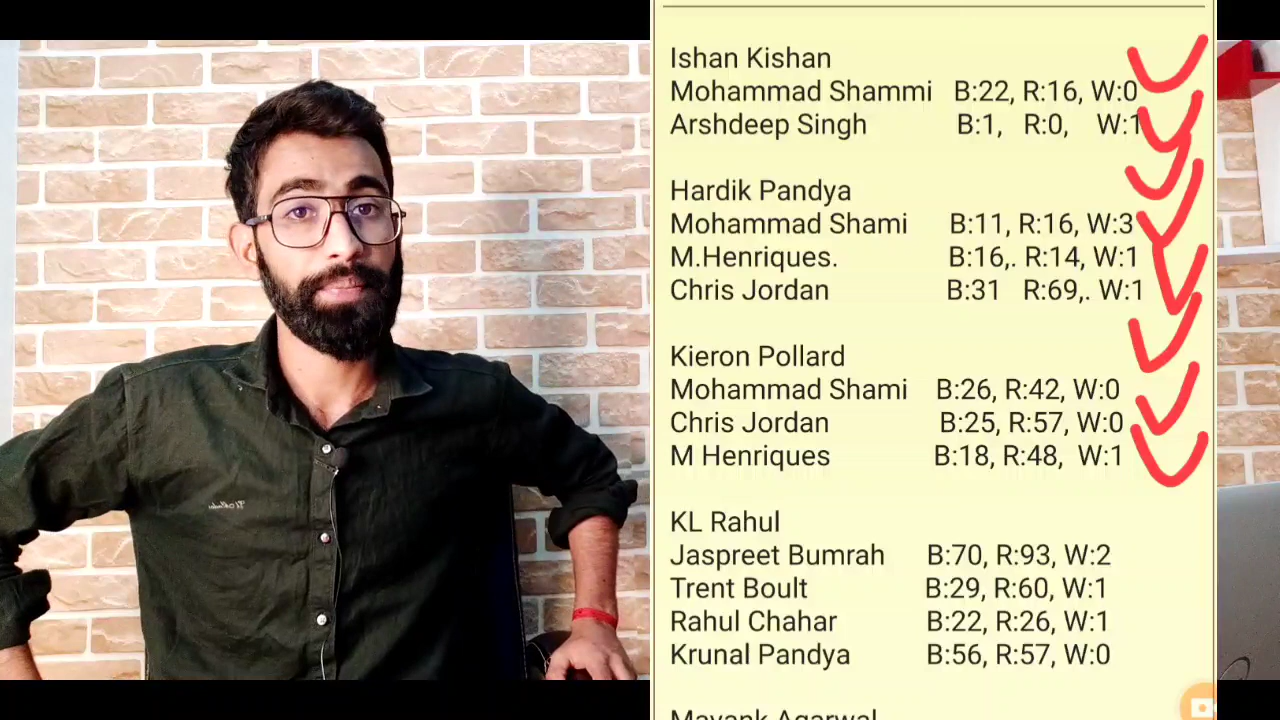 Ishan Kishan
Mohammad Shammi B:22, R:16, W:0
Arshdeep Singh B:1, R:0, W:1
Hardik Pandya
Mohammad Shami B:11, R:16, W:3
M.Henriques. B:16,. R:14, W:1
Chris Jordan B:31 R:69,. W:1
Kieron Pollard
Mohammad Shami B:26, R:42, W:0
Chris Jordan B:25, R:57, W:0
M Henriques B:18, R:48, W:1
KL Rahul
Jaspreet Bumrah B:70, R:93, W:2
Trent Boult B:29, R:60, W:1
Rahul Chahar B:22, R:26, W:1
Krunal Pandya B:56, R:57, W:0
Mayank Agarwal